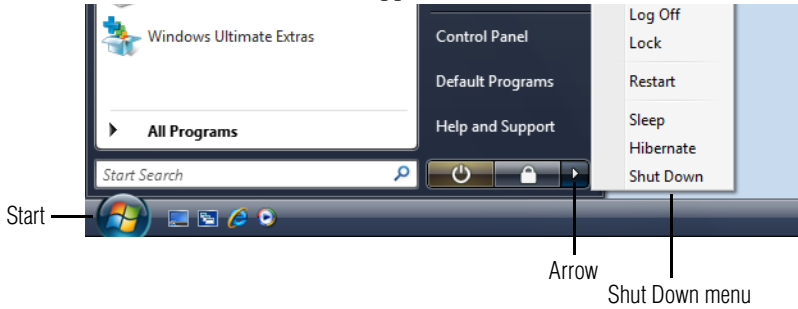 Windows Ultimate Extras
All Programs
Start Search
Control Panel
Default Programs
Help and Support
Log Off
Lock
Restart
Sleep
Hibernate
Shut Down
Start
Arrow
Shut Down menu